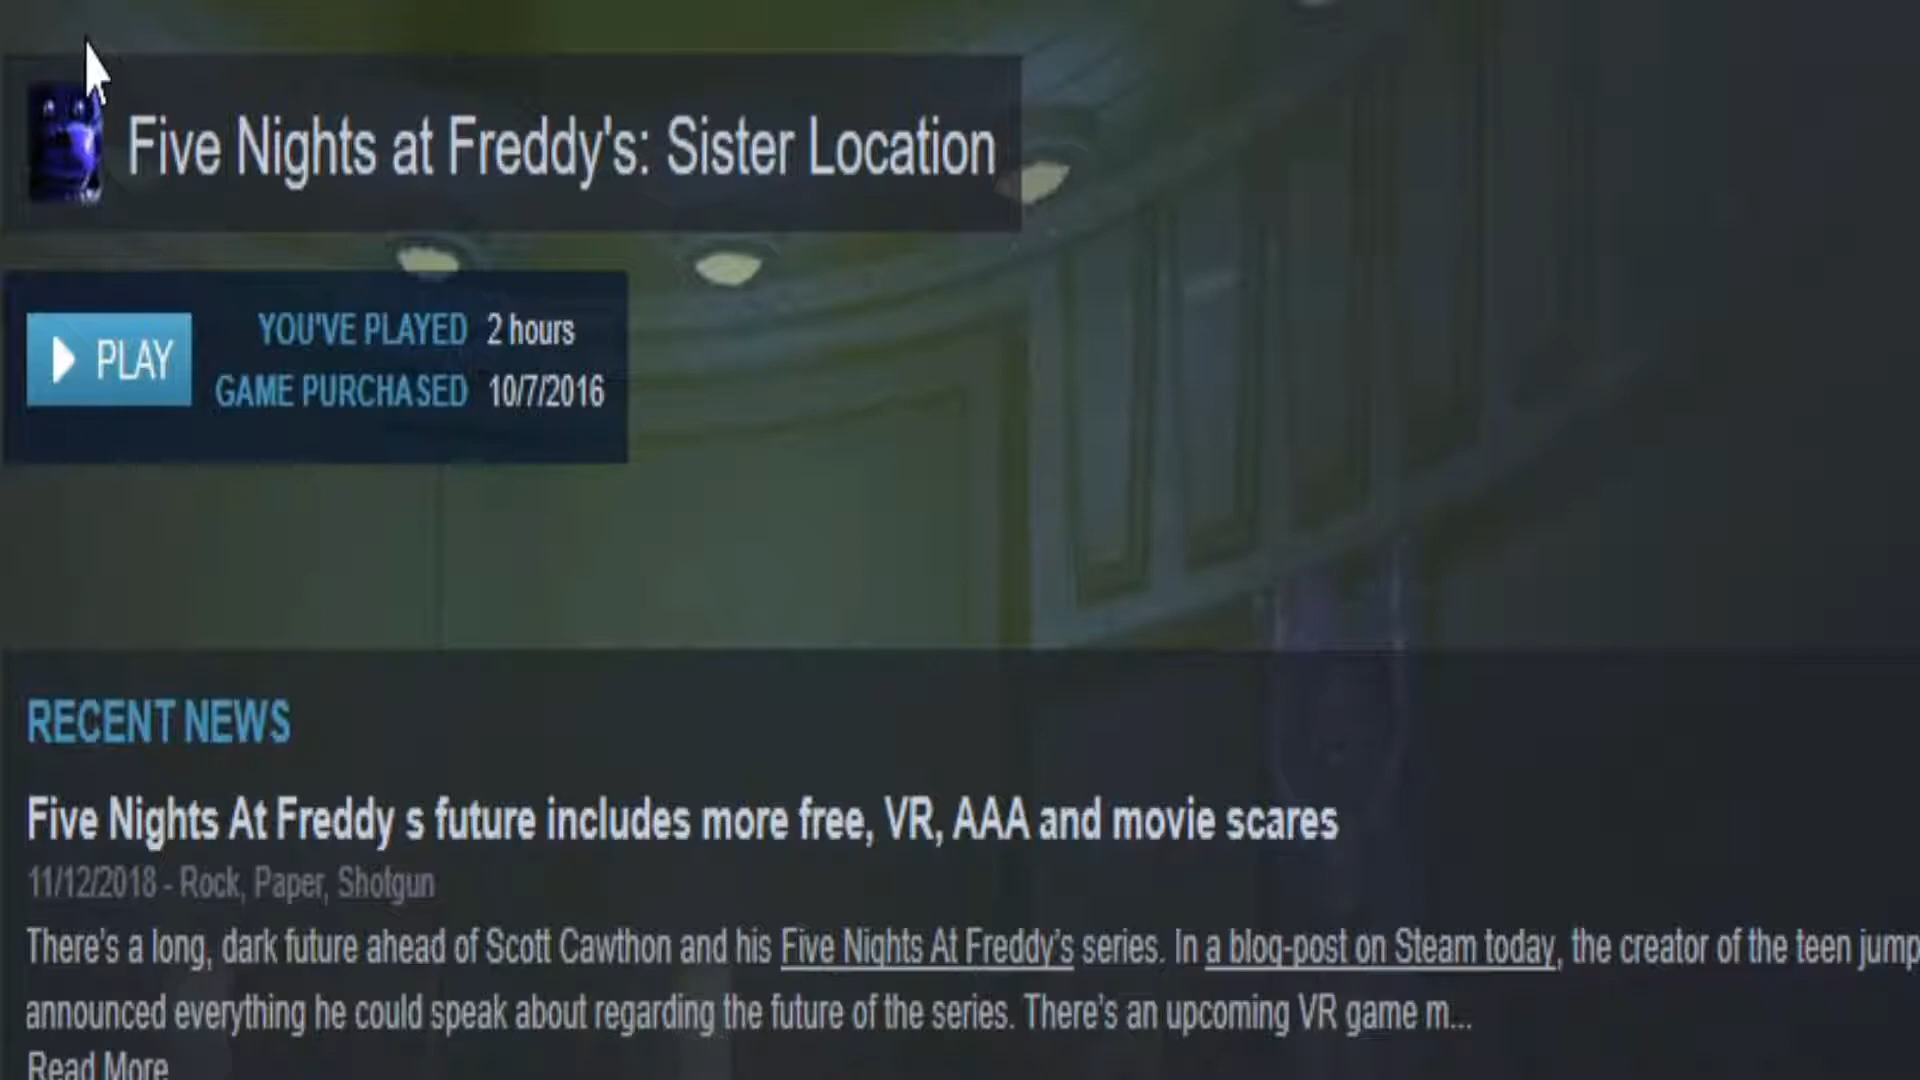 Five Nights at Freddy's: Sister Location
PLAY
YOU'VE PLAYED 2 hours
GAME PURCHASED 10/7/2016
RECENT NEWS
Five Nights At Freddy s future includes more free, VR, AAA and movie scares
11/12/2018 - Rock, Paper, Shotgun
There's a long, dark future ahead of Scott Cawthon and his Five Nights At Freddy's series. In a blog-post on Steam today, the creator of the teen jump
announced everything he could speak about regarding the future of the series. There's an upcoming VR game m...
Read More